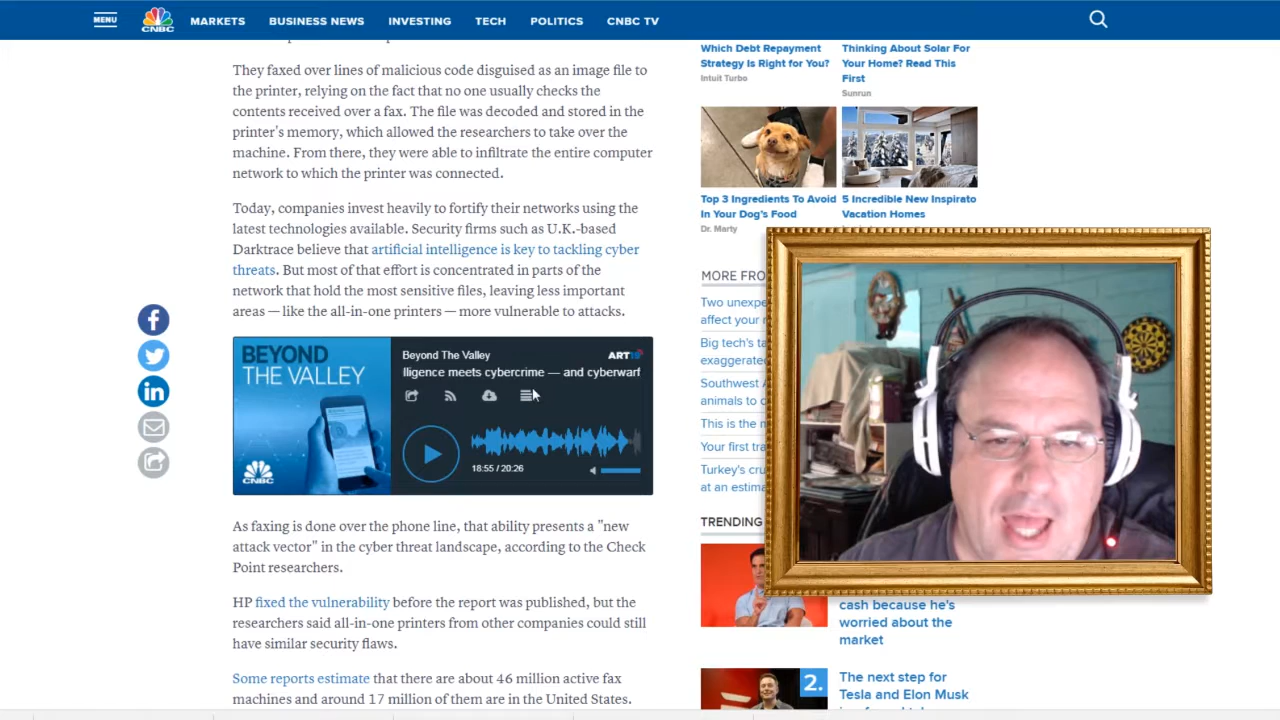 MENU
CNBC
MARKETS
BUSINESS NEWS
INVESTING
TECH
POLITICS
CNBC TV
They faxed over lines of malicious code disguised as an image file to
the printer, relying on the fact that no one usually checks the
contents received over a fax. The file was decoded and stored in the
printer's memory, which allowed the researchers to take over the
machine. From there, they were able to infiltrate the entire computer
network to which the printer was connected.
Today, companies invest heavily to fortify their networks using the
latest technologies available. Security firms such as U.K.-based
Darktrace believe that artificial intelligence is key to tackling cyber
threats. But most of that effort is concentrated in parts of the
network that hold the most sensitive files, leaving less important
areas — like the all-in-one printers — more vulnerable to attacks.
BEYOND
THE VALLEY
CNBC
Beyond The Valley
ART19
lligence meets cybercrime — and cyberwarf
18:55 / 20:26
As faxing is done over the phone line, that ability presents a "new
attack vector" in the cyber threat landscape, according to the Check
Point researchers.
HP fixed the vulnerability before the report was published, but the
researchers said all-in-one printers from other companies could still
have similar security flaws.
Some reports estimate that there are about 46 million active fax
machines and around 17 million of them are in the United States.
Which Debt Repayment
Strategy Is Right for You?
Intuit Turbo
Thinking About Solar For
Your Home? Read This
First
Sunrun
Top 3 Ingredients To Avoid
In Your Dog's Food
Dr. Marty
5 Incredible New Inspirato
Vacation Homes
MORE FRO
Two unexpe
affect your
Big tech's ta
exaggerated
Southwest
animals to
This is the
Your first tra
Turkey's cru
at an estima
TRENDING
cash because he's
worried about the
market
2.
The next step for
Tesla and Elon Musk